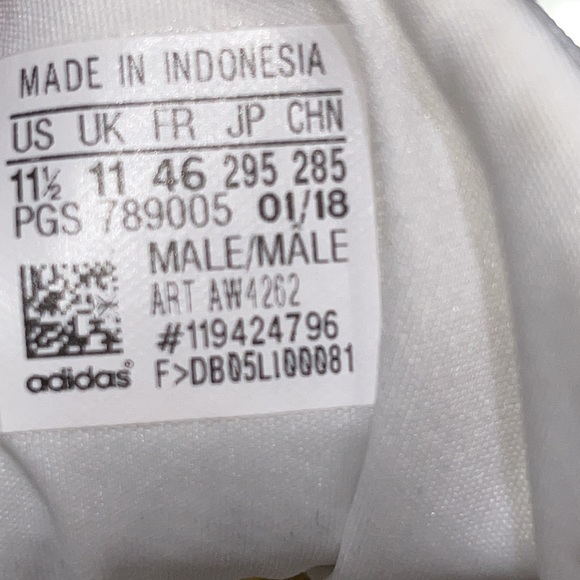 MADE IN INDONESIA
US UK FR JP CHN
11½ 11 46 295 285
PGS 789005 01/18
MALE/MÂLE
ART AW4262
#119424796
adidas® F>DB05LI00081